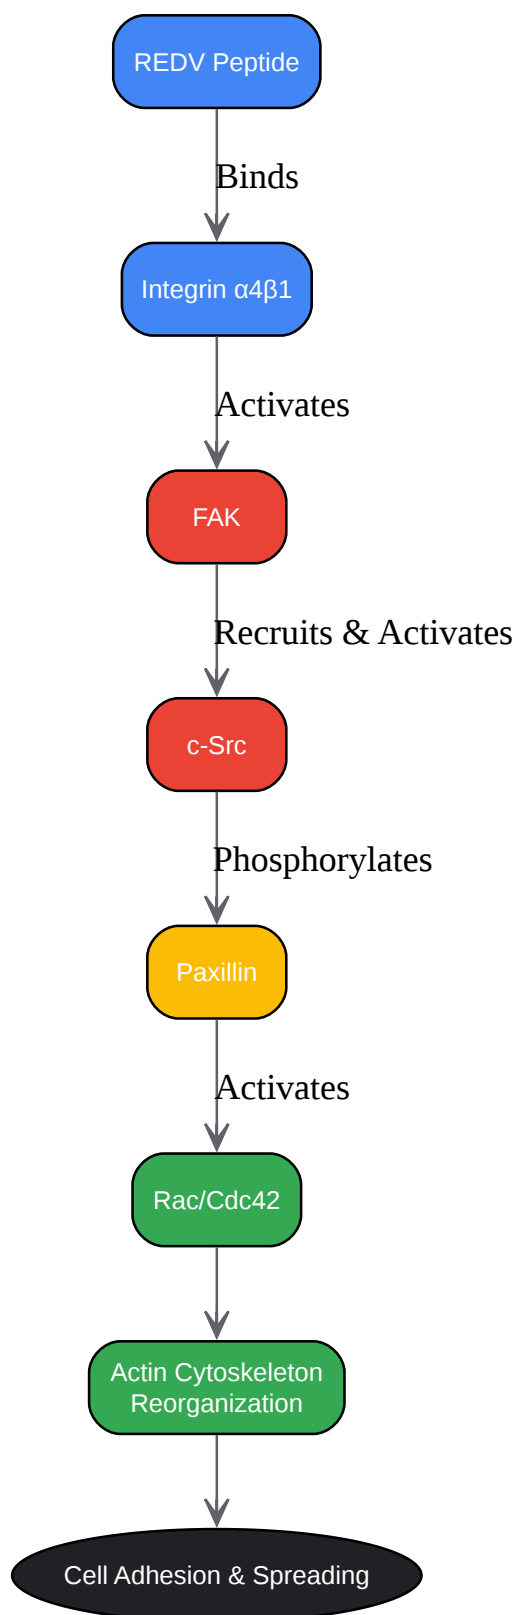 REDV Peptide
Binds
Integrin α4β1
Activates
FAK
Recruits & Activates
c-Src
Phosphorylates
Paxillin
Activates
Rac/Cdc42
Actin Cytoskeleton
Reorganization
Cell Adhesion & Spreading